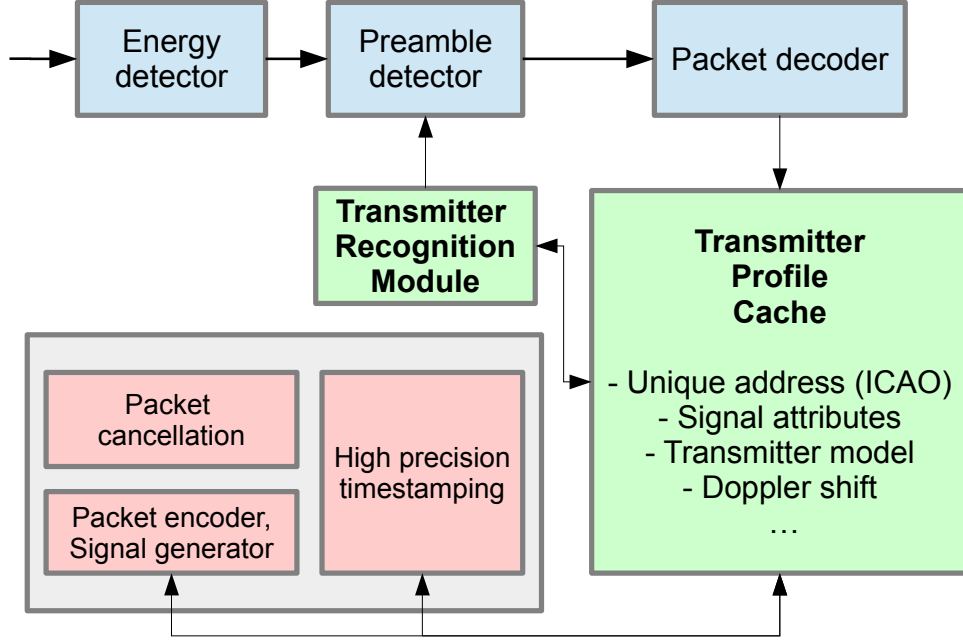 Energy
detector
Preamble
detector
Packet decoder
Transmitter
Recognition
Module
Transmitter
Profile
Cache
- Unique address (ICAO)
- Signal attributes
- Transmitter model
- Doppler shift
...
Packet
cancellation
High precision
timestamping
Packet encoder,
Signal generator